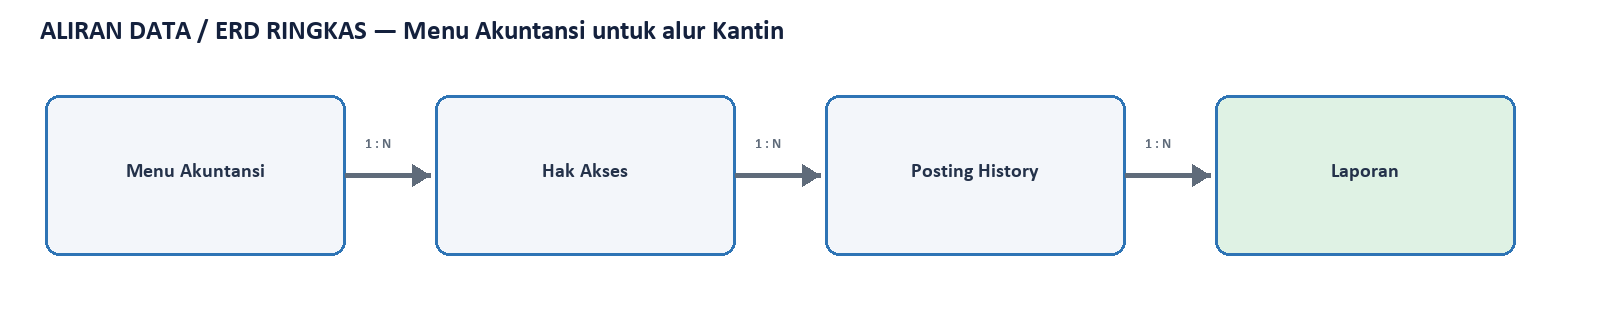 ALIRAN DATA / ERD RINGKAS — Menu Akuntansi untuk alur Kantin
Menu Akuntansi
1 : N
Hak Akses
1 : N
Posting History
1 : N
Laporan